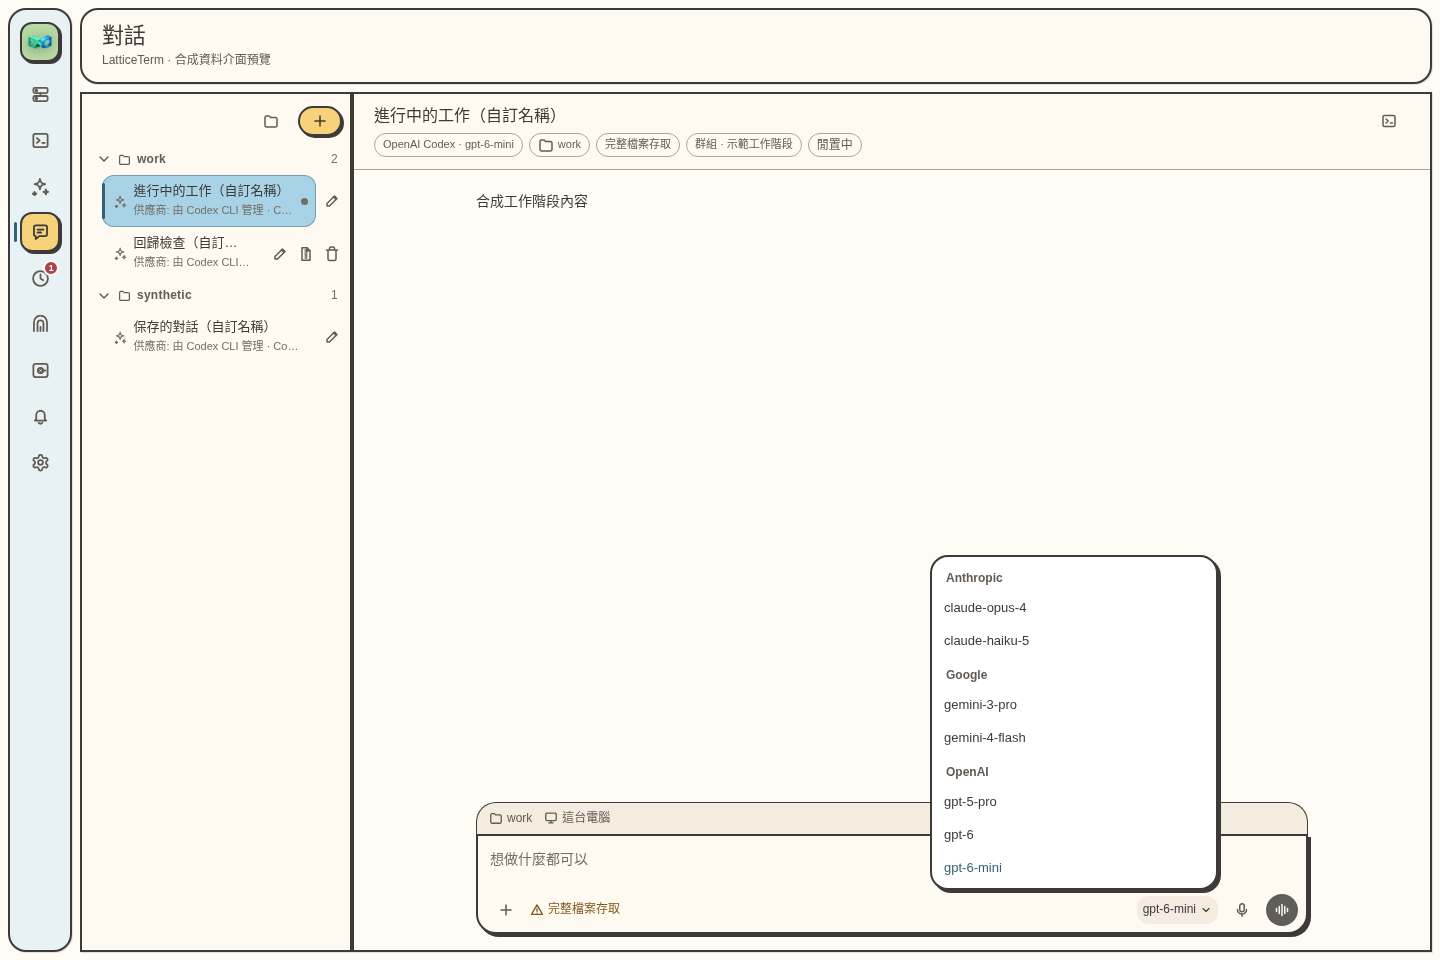 對話
LatticeTerm · 合成資料介面預覽
1
work 2
進行中的工作（自訂名稱）
供應商: 由 Codex CLI 管理 · C…
回歸檢查（自訂…
供應商: 由 Codex CLI…
synthetic 1
保存的對話（自訂名稱）
供應商: 由 Codex CLI 管理 · Co…
進行中的工作（自訂名稱）
OpenAI Codex · gpt-6-mini work 完整檔案存取 群組 · 示範工作階段 閒置中
合成工作階段內容
Anthropic
claude-opus-4
claude-haiku-5
Google
gemini-3-pro
gemini-4-flash
OpenAI
gpt-5-pro
gpt-6
gpt-6-mini
work 這台電腦
想做什麼都可以
完整檔案存取 gpt-6-mini